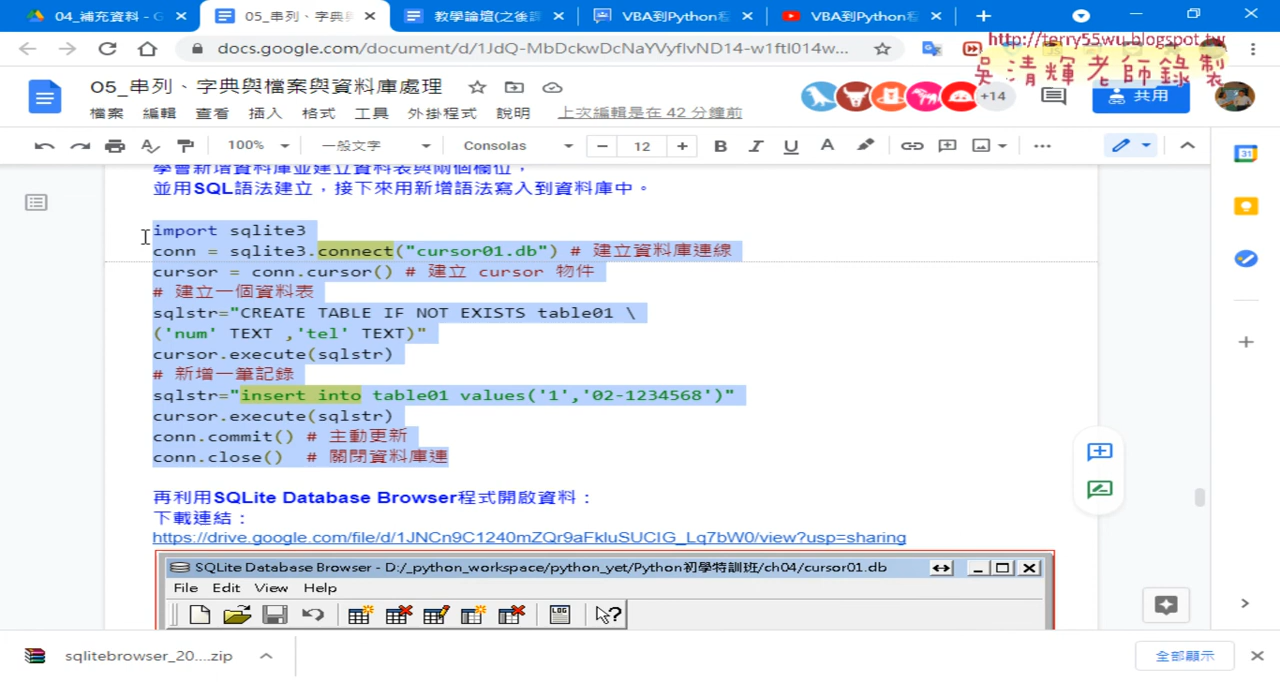 04_補充資料 - G
05_串列、字典與
教學論壇(之後課
VBA到Python程
VBA到Python程
docs.google.com/document/d/1JdQ-MbDckwDcNaYVyflvND14-w1ftl014w...
http://terry55.wu.blogspot.tw
吳清輝老師錄製
05_串列、字典與檔案與資料庫處理
+14
共用
檔案 編輯 查看 插入 格式 工具 外掛程式 說明 上次編輯是在 42 分鐘前
100% 一般文字 Consolas 12 B I U A
學會新增資料庫並建立資料表與兩個欄位，
並用SQL語法建立，接下來用新增語法寫入到資料庫中。
import sqlite3
conn = sqlite3.connect("cursor01.db") # 建立資料庫連線
cursor = conn.cursor() # 建立 cursor 物件
# 建立一個資料表
sqlstr="CREATE TABLE IF NOT EXISTS table01 \
('num' TEXT ,'tel' TEXT)"
cursor.execute(sqlstr)
# 新增一筆記錄
sqlstr="insert into table01 values('1','02-1234568')"
cursor.execute(sqlstr)
conn.commit() # 主動更新
conn.close() # 關閉資料庫連
再利用SQLite Database Browser程式開啟資料：
下載連結：
https://drive.google.com/file/d/1JNCn9C1240mZQr9aFkluSUCIG_Lq7bW0/view?usp=sharing
SQLite Database Browser - D:/_python_workspace/python_yet/Python初學特訓班/ch04/cursor01.db
File Edit View Help
LOG
31
sqlitebrowser_20....zip
全部顯示